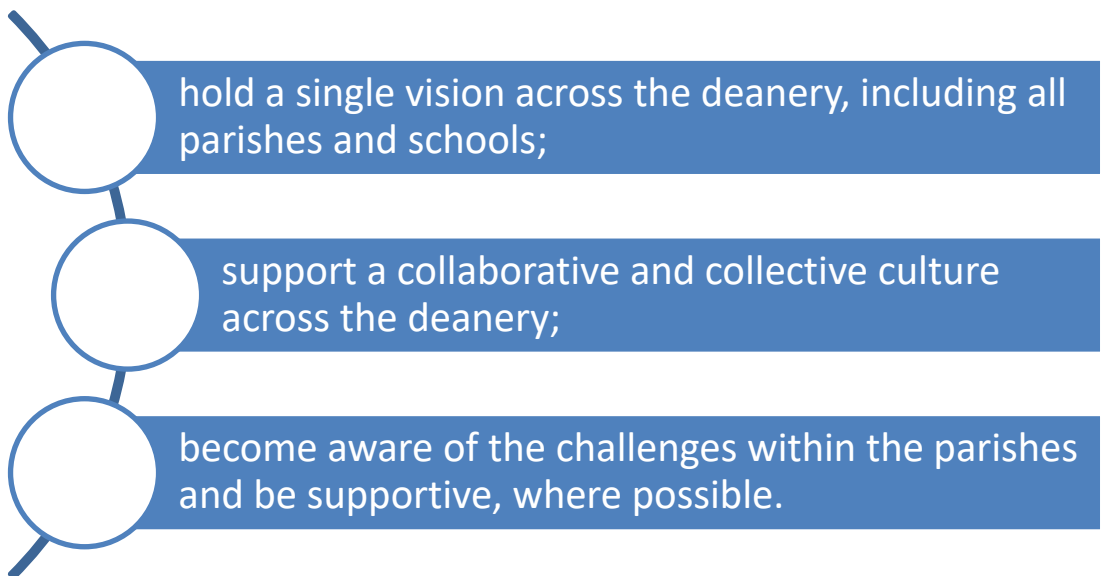 hold a single vision across the deanery, including all
parishes and schools;
support a collaborative and collective culture
across the deanery;
become aware of the challenges within the parishes
and be supportive, where possible.